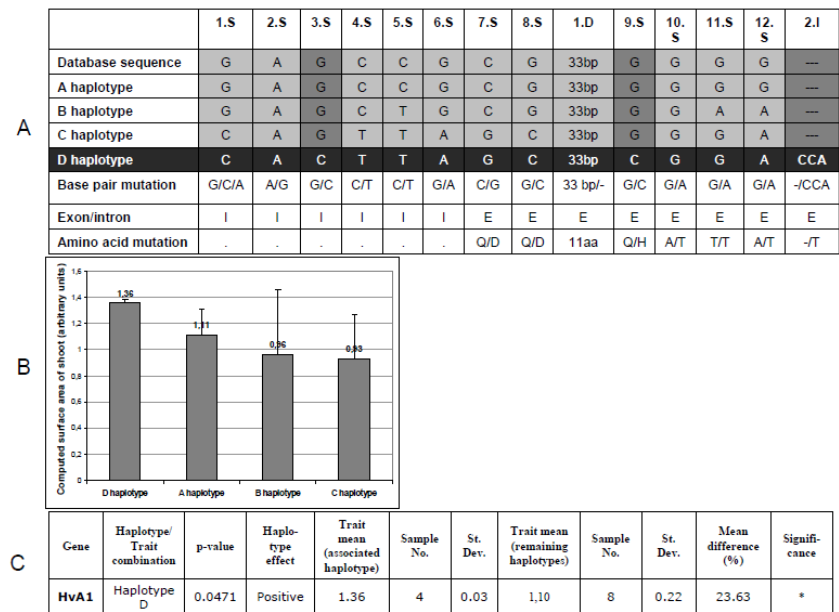 A
1.S 2.S 3.S 4.S 5.S 6.S 7.S 8.S 1.D 9.S 10. S 11.S 12. S 2.I
Database sequence G A G C C G C G 33bp G G G G ---
A haplotype G A G C C G C G 33bp G G G G ---
B haplotype G A G C T G C G 33bp G G A A ---
C haplotype C A G T T A G C 33bp G G G A ---
D haplotype C A C T T A G C 33bp C G G A CCA
Base pair mutation G/C/A A/G G/C C/T C/T G/A C/G G/C 33 bp/- G/C G/A G/A G/A -/CCA
Exon/intron I I I I I I E E E E E E E E
Amino acid mutation . . . . . . Q/D Q/D 11aa Q/H A/T T/T A/T -/T
B
Computed surface area of shoot (arbitrary units)
1,6
1,4
1,2
1
0,8
0,6
0,4
0,2
0
1,36
1,11
0,96
0,93
D haplotype A haplotype B haplotype C haplotype
C
Gene Haplotype/ Trait combination p-value Haplo- type effect Trait mean (associated haplotype) Sample No. St. Dev. Trait mean (remaining haplotypes) Sample No. St. Dev. Mean difference (%) Signifi- cance
HvA1 Haplotype D 0.0471 Positive 1.36 4 0.03 1,10 8 0.22 23.63 *